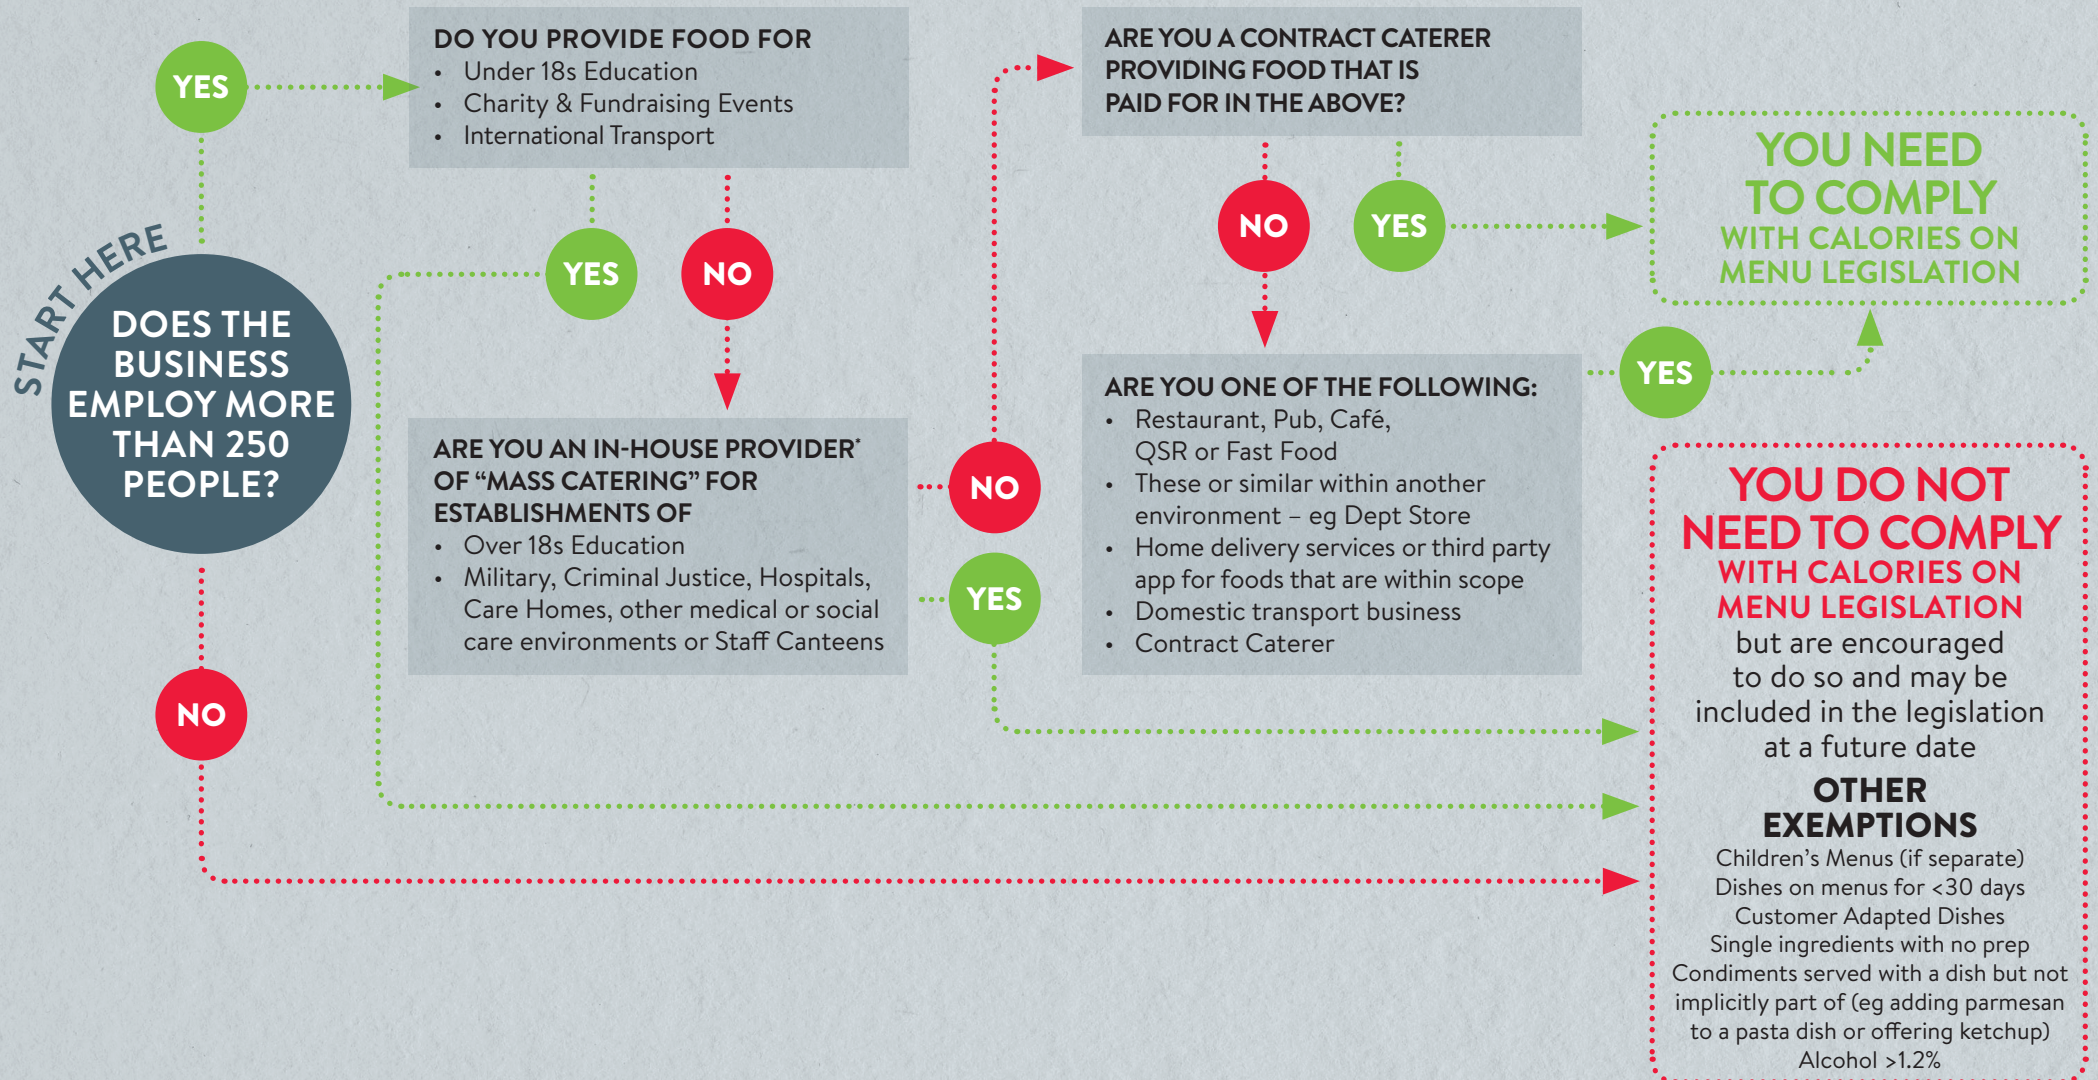 START HERE
DOES THE
BUSINESS
EMPLOY MORE
THAN 250
PEOPLE?
YES
NO
DO YOU PROVIDE FOOD FOR
• Under 18s Education
• Charity & Fundraising Events
• International Transport
YES
NO
ARE YOU AN IN-HOUSE PROVIDER*
OF “MASS CATERING” FOR
ESTABLISHMENTS OF
• Over 18s Education
• Military, Criminal Justice, Hospitals,
Care Homes, other medical or social
care environments or Staff Canteens
NO
YES
ARE YOU A CONTRACT CATERER
PROVIDING FOOD THAT IS
PAID FOR IN THE ABOVE?
NO
YES
ARE YOU ONE OF THE FOLLOWING:
• Restaurant, Pub, Café,
QSR or Fast Food
• These or similar within another
environment – eg Dept Store
• Home delivery services or third party
app for foods that are within scope
• Domestic transport business
• Contract Caterer
YES
YOU NEED
TO COMPLY
WITH CALORIES ON
MENU LEGISLATION
YOU DO NOT
NEED TO COMPLY
WITH CALORIES ON
MENU LEGISLATION
but are encouraged
to do so and may be
included in the legislation
at a future date
OTHER
EXEMPTIONS
Children’s Menus (if separate)
Dishes on menus for <30 days
Customer Adapted Dishes
Single ingredients with no prep
Condiments served with a dish but not
implicitly part of (eg adding parmesan
to a pasta dish or offering ketchup)
Alcohol >1.2%